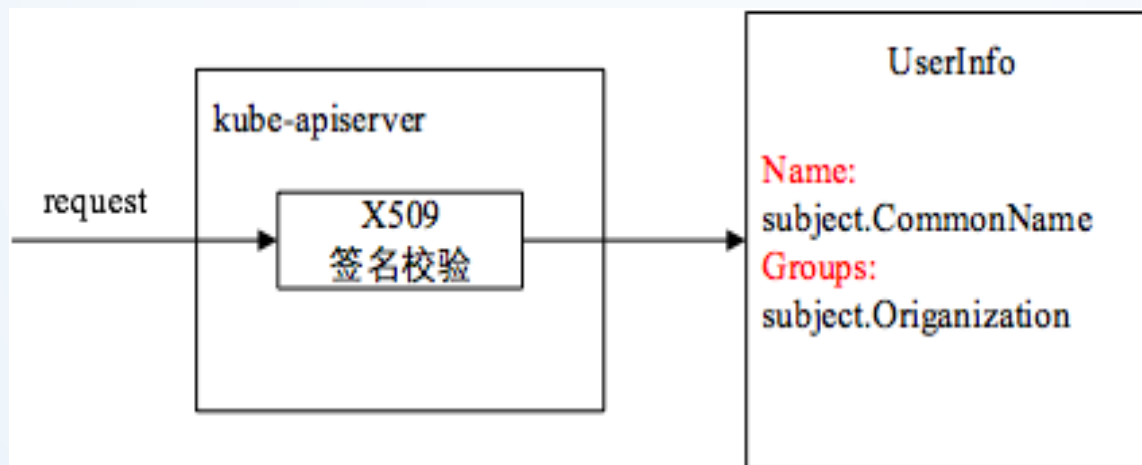 request
kube-apiserver
X509
签名校验
UserInfo
Name:
subject.CommonName
Groups:
subject.Origanization